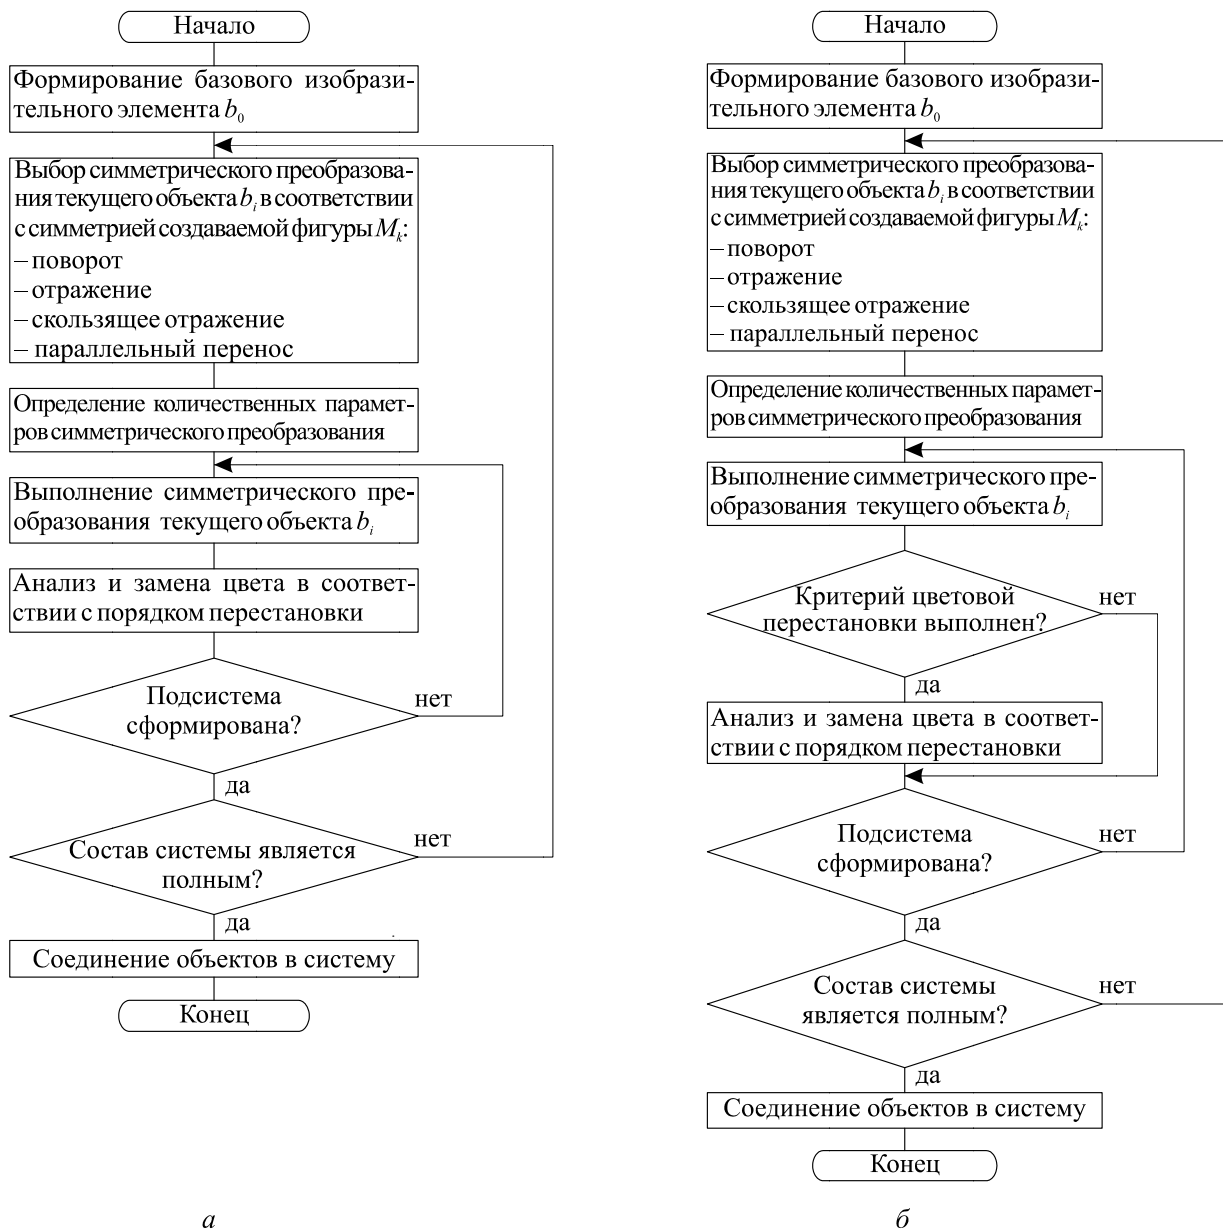 Начало
Формирование базового изобрази-
тельного элемента b₀
Выбор симметрического преобразова-
ния текущего объекта bᵢ в соответствии
с симметрией создаваемой фигуры Mₖ:
– поворот
– отражение
– скользящее отражение
– параллельный перенос
Определение количественных парамет-
ров симметрического преобразования
Выполнение симметрического пре-
образования текущего объекта bᵢ
Анализ и замена цвета в соответ-
ствии с порядком перестановки
Подсистема
сформирована?
нет
да
Состав системы является
полным?
нет
да
Соединение объектов в систему
Конец
а
Начало
Формирование базового изобрази-
тельного элемента b₀
Выбор симметрического преобразова-
ния текущего объекта bᵢ в соответствии
с симметрией создаваемой фигуры Mₖ:
– поворот
– отражение
– скользящее отражение
– параллельный перенос
Определение количественных парамет-
ров симметрического преобразования
Выполнение симметрического пре-
образования текущего объекта bᵢ
Критерий цветовой
перестановки выполнен?
нет
да
Анализ и замена цвета в соответ-
ствии с порядком перестановки
Подсистема
сформирована?
нет
да
Состав системы
является полным?
нет
да
Соединение объектов в систему
Конец
б